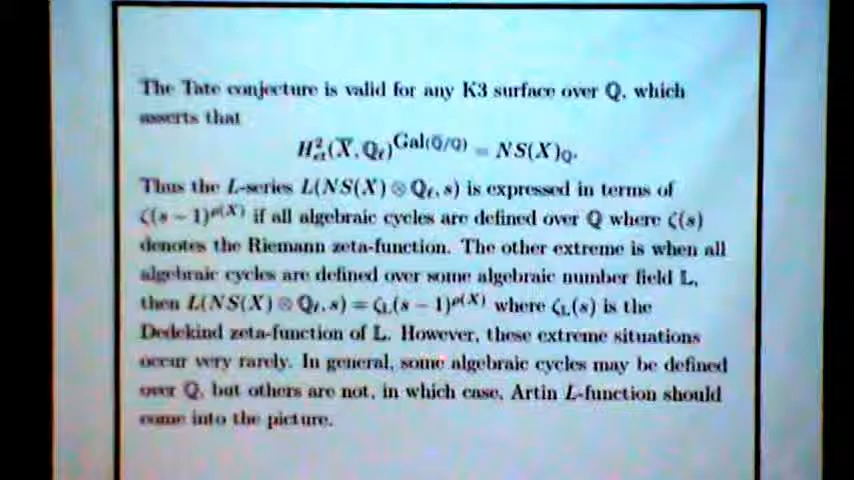 The Tate conjecture is valid for any K3 surface over ℚ, which
asserts that
H²ₑₜ(X̅, ℚ_ℓ)^Gal(ℚ̅/ℚ) = NS(X)_ℚ.
Thus the L-series L(NS(X) ⊗ ℚ_ℓ, s) is expressed in terms of
ζ(s − 1)^ρ(X) if all algebraic cycles are defined over ℚ where ζ(s)
denotes the Riemann zeta-function. The other extreme is when all
algebraic cycles are defined over some algebraic number field 𝕃,
then L(NS(X) ⊗ ℚ_ℓ, s) = ζ_𝕃(s − 1)^ρ(X) where ζ_𝕃(s) is the
Dedekind zeta-function of 𝕃. However, these extreme situations
occur very rarely. In general, some algebraic cycles may be defined
over ℚ, but others are not, in which case, Artin L-function should
come into the picture.